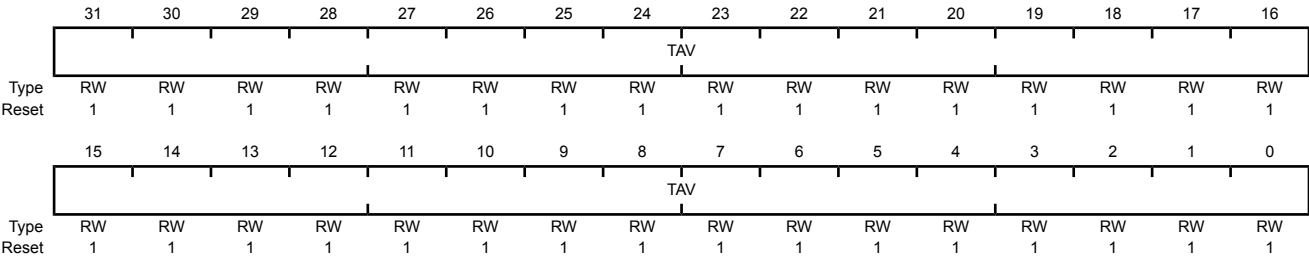 31 30 29 28 27 26 25 24 23 22 21 20 19 18 17 16
TAV
Type RW RW RW RW RW RW RW RW RW RW RW RW RW RW RW RW
Reset 1 1 1 1 1 1 1 1 1 1 1 1 1 1 1 1
15 14 13 12 11 10 9 8 7 6 5 4 3 2 1 0
TAV
Type RW RW RW RW RW RW RW RW RW RW RW RW RW RW RW RW
Reset 1 1 1 1 1 1 1 1 1 1 1 1 1 1 1 1